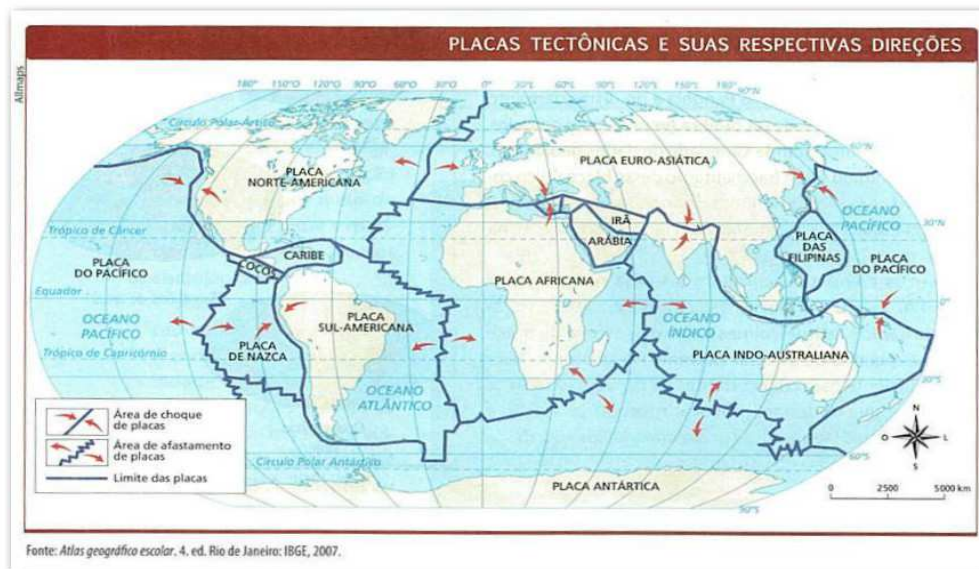 PLACAS TECTÔNICAS E SUAS RESPECTIVAS DIREÇÕES
Allmaps
180° 150°O 120°O 90°O 60°O 30°O 0° 30°L 60°L 90°L 120°L 150°L 180°
90°N
Círculo Polar Ártico
60°N
PLACA
NORTE-AMERICANA
PLACA EURO-ASIÁTICA
OCEANO
PACÍFICO
30°N
Trópico de Câncer
IRÃ
ARÁBIA
PLACA
DAS
FILIPINAS
PLACA
DO PACÍFICO
CARIBE
COCOS
PLACA
DO PACÍFICO
PLACA AFRICANA
Equador
0°
OCEANO
PACÍFICO
PLACA
SUL-AMERICANA
OCEANO
ÍNDICO
Trópico de Capricórnio
PLACA
DE NAZCA
PLACA INDO-AUSTRALIANA
30°S
OCEANO
ATLÂNTICO
Área de choque
de placas
Área de afastamento
de placas
Limite das placas
Círculo Polar Antártico
N
O L
S
60°S
PLACA ANTÁRTICA
0 2500 5000 km
90°S
Fonte: Atlas geográfico escolar. 4. ed. Rio de Janeiro: IBGE, 2007.